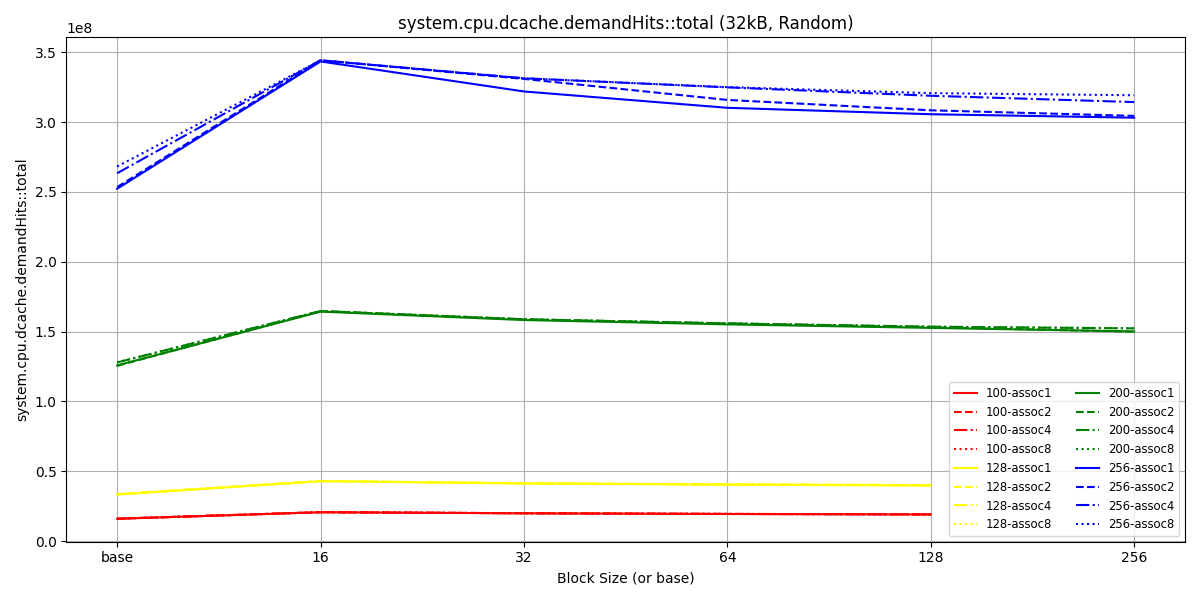 system.cpu.dcache.demandHits::total (32kB, Random)
1e8
3.5
3.0
2.5
2.0
1.5
1.0
0.5
0.0
system.cpu.dcache.demandHits::total
base 16 32 64 128 256
Block Size (or base)
100-assoc1 200-assoc1
100-assoc2 200-assoc2
100-assoc4 200-assoc4
100-assoc8 200-assoc8
128-assoc1 256-assoc1
128-assoc2 256-assoc2
128-assoc4 256-assoc4
128-assoc8 256-assoc8